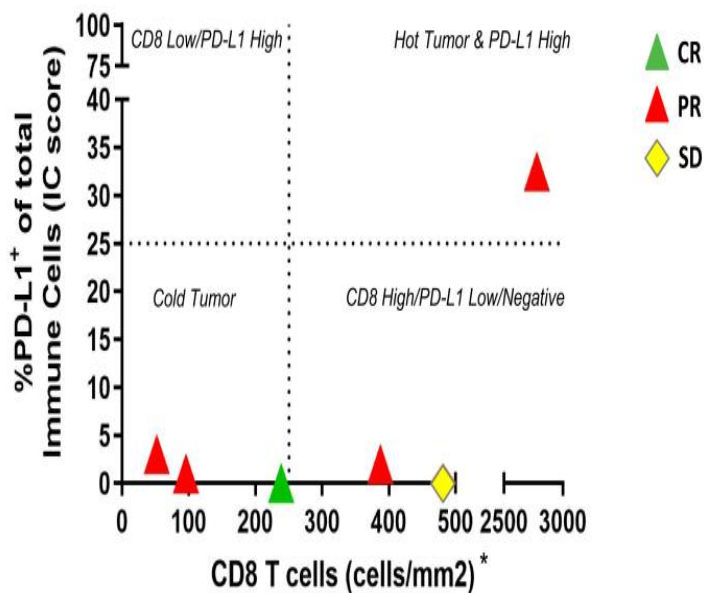 CD8 Low/PD-L1 High
Hot Tumor & PD-L1 High
CR
PR
SD
100
75
40
35
30
25
20
15
10
5
0
%PD-L1+ of total
Immune Cells (IC score)
Cold Tumor
CD8 High/PD-L1 Low/Negative
0 100 200 300 400 500 2500 3000
CD8 T cells (cells/mm2) *